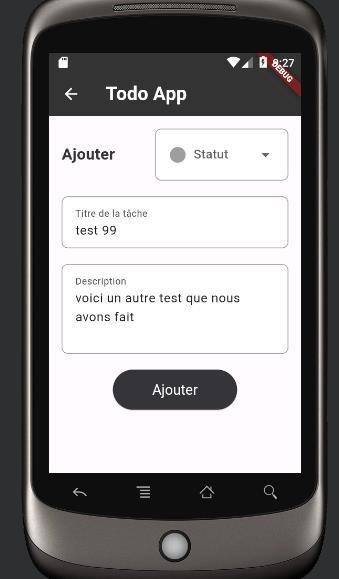 9:27
DEBUG
Todo App
Ajouter
Statut
Titre de la tâche
test 99
Description
voici un autre test que nous
avons fait
Ajouter